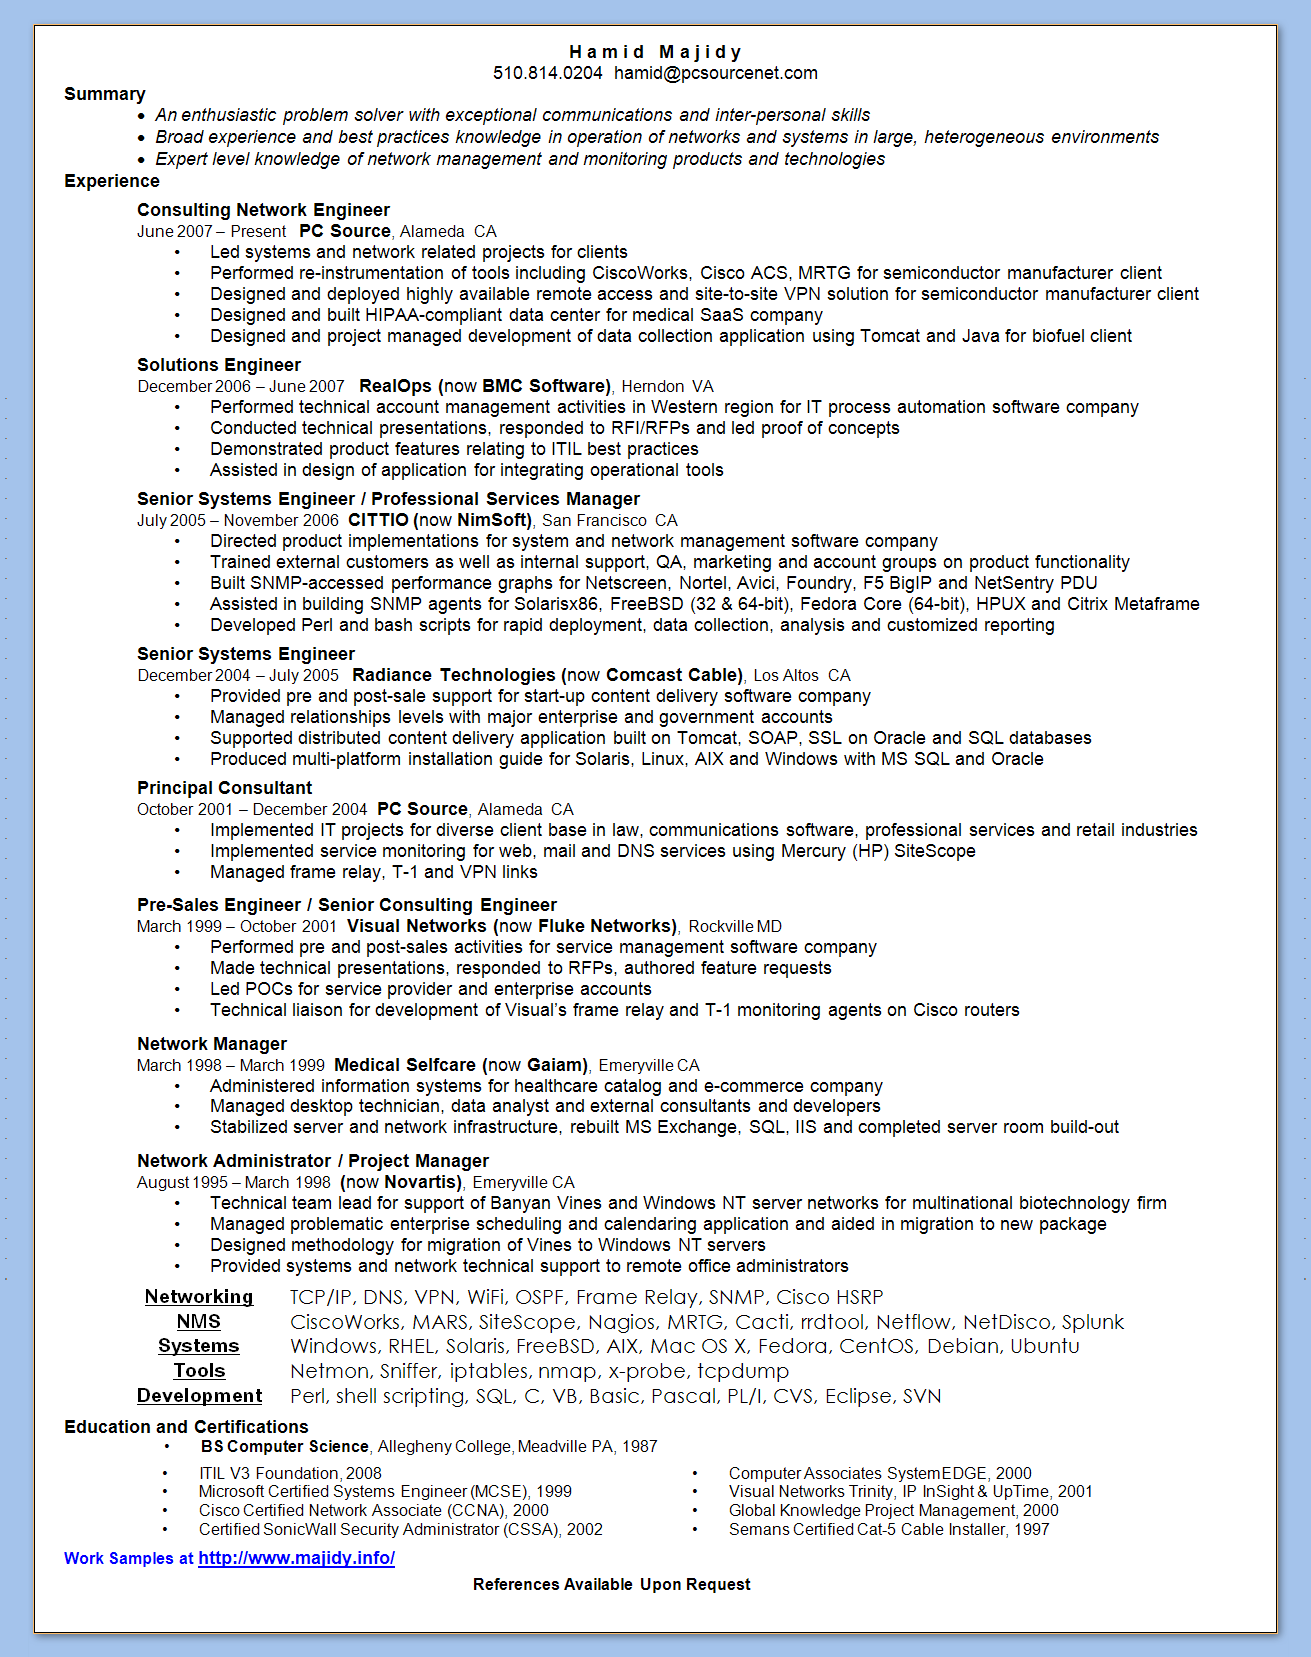 Hamid Majidy
510.814.0204 hamid@pcsourcenet.com
Summary
• An enthusiastic problem solver with exceptional communications and inter-personal skills
• Broad experience and best practices knowledge in operation of networks and systems in large, heterogeneous environments
• Expert level knowledge of network management and monitoring products and technologies
Experience
Consulting Network Engineer
June 2007 – Present PC Source, Alameda CA
• Led systems and network related projects for clients
• Performed re-instrumentation of tools including CiscoWorks, Cisco ACS, MRTG for semiconductor manufacturer client
• Designed and deployed highly available remote access and site-to-site VPN solution for semiconductor manufacturer client
• Designed and built HIPAA-compliant data center for medical SaaS company
• Designed and project managed development of data collection application using Tomcat and Java for biofuel client
Solutions Engineer
December 2006 – June 2007 RealOps (now BMC Software), Herndon VA
• Performed technical account management activities in Western region for IT process automation software company
• Conducted technical presentations, responded to RFI/RFPs and led proof of concepts
• Demonstrated product features relating to ITIL best practices
• Assisted in design of application for integrating operational tools
Senior Systems Engineer / Professional Services Manager
July 2005 – November 2006 CITTIO (now NimSoft), San Francisco CA
• Directed product implementations for system and network management software company
• Trained external customers as well as internal support, QA, marketing and account groups on product functionality
• Built SNMP-accessed performance graphs for Netscreen, Nortel, Avici, Foundry, F5 BigIP and NetSentry PDU
• Assisted in building SNMP agents for Solarisx86, FreeBSD (32 & 64-bit), Fedora Core (64-bit), HPUX and Citrix Metaframe
• Developed Perl and bash scripts for rapid deployment, data collection, analysis and customized reporting
Senior Systems Engineer
December 2004 – July 2005 Radiance Technologies (now Comcast Cable), Los Altos CA
• Provided pre and post-sale support for start-up content delivery software company
• Managed relationships levels with major enterprise and government accounts
• Supported distributed content delivery application built on Tomcat, SOAP, SSL on Oracle and SQL databases
• Produced multi-platform installation guide for Solaris, Linux, AIX and Windows with MS SQL and Oracle
Principal Consultant
October 2001 – December 2004 PC Source, Alameda CA
• Implemented IT projects for diverse client base in law, communications software, professional services and retail industries
• Implemented service monitoring for web, mail and DNS services using Mercury (HP) SiteScope
• Managed frame relay, T-1 and VPN links
Pre-Sales Engineer / Senior Consulting Engineer
March 1999 – October 2001 Visual Networks (now Fluke Networks), Rockville MD
• Performed pre and post-sales activities for service management software company
• Made technical presentations, responded to RFPs, authored feature requests
• Led POCs for service provider and enterprise accounts
• Technical liaison for development of Visual's frame relay and T-1 monitoring agents on Cisco routers
Network Manager
March 1998 – March 1999 Medical Selfcare (now Gaiam), Emeryville CA
• Administered information systems for healthcare catalog and e-commerce company
• Managed desktop technician, data analyst and external consultants and developers
• Stabilized server and network infrastructure, rebuilt MS Exchange, SQL, IIS and completed server room build-out
Network Administrator / Project Manager
August 1995 – March 1998 (now Novartis), Emeryville CA
• Technical team lead for support of Banyan Vines and Windows NT server networks for multinational biotechnology firm
• Managed problematic enterprise scheduling and calendaring application and aided in migration to new package
• Designed methodology for migration of Vines to Windows NT servers
• Provided systems and network technical support to remote office administrators
Networking TCP/IP, DNS, VPN, WiFi, OSPF, Frame Relay, SNMP, Cisco HSRP
NMS CiscoWorks, MARS, SiteScope, Nagios, MRTG, Cacti, rrdtool, Netflow, NetDisco, Splunk
Systems Windows, RHEL, Solaris, FreeBSD, AIX, Mac OS X, Fedora, CentOS, Debian, Ubuntu
Tools Netmon, Sniffer, iptables, nmap, x-probe, tcpdump
Development Perl, shell scripting, SQL, C, VB, Basic, Pascal, PL/I, CVS, Eclipse, SVN
Education and Certifications
• BS Computer Science, Allegheny College, Meadville PA, 1987
• ITIL V3 Foundation, 2008
• Microsoft Certified Systems Engineer (MCSE), 1999
• Cisco Certified Network Associate (CCNA), 2000
• Certified SonicWall Security Administrator (CSSA), 2002
• Computer Associates SystemEDGE, 2000
• Visual Networks Trinity, IP InSight & UpTime, 2001
• Global Knowledge Project Management, 2000
• Semans Certified Cat-5 Cable Installer, 1997
Work Samples at http://www.majidy.info/
References Available Upon Request